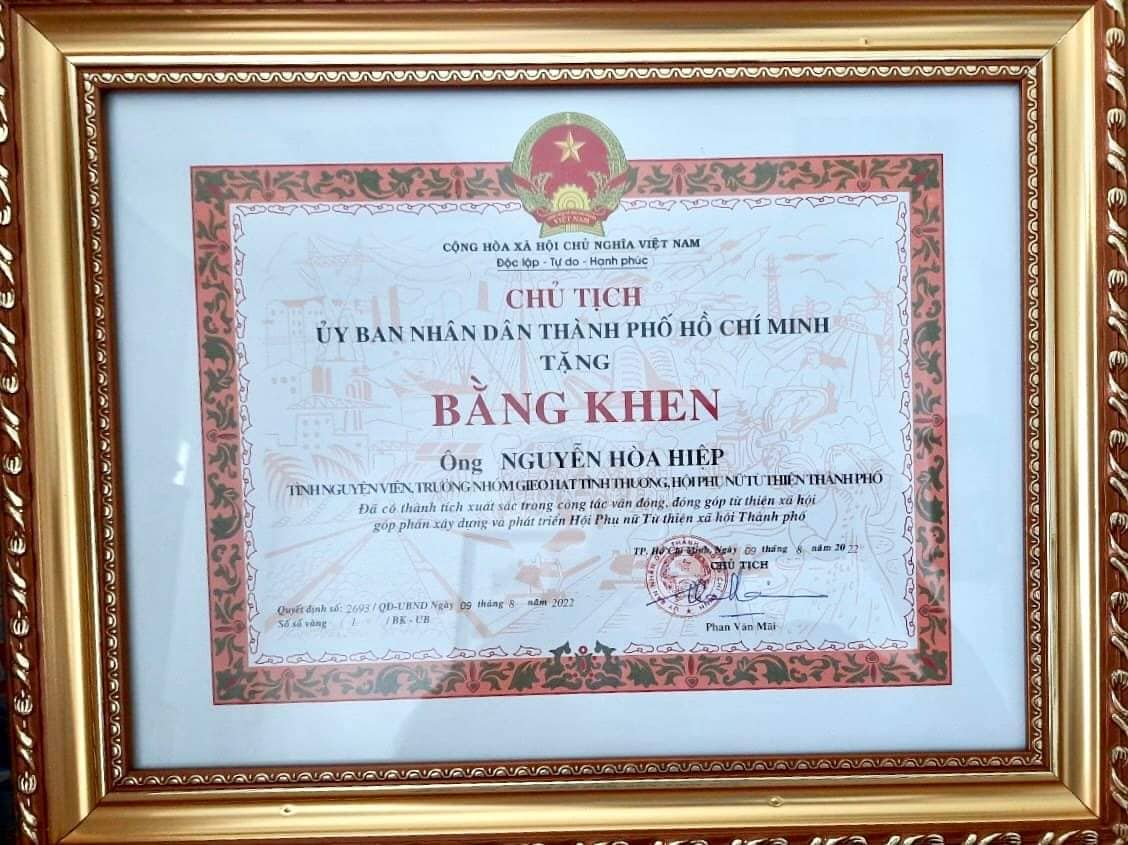 VIỆT NAM
CỘNG HÒA XÃ HỘI CHỦ NGHĨA VIỆT NAM
Độc lập - Tự do - Hạnh phúc
CHỦ TỊCH
ỦY BAN NHÂN DÂN THÀNH PHỐ HỒ CHÍ MINH
TẶNG
BẰNG KHEN
Ông NGUYỄN HÒA HIỆP
TÌNH NGUYỆN VIÊN, TRƯỞNG NHÓM GIEO HẠT TÌNH THƯƠNG, HỘI PHỤ NỮ TỪ THIỆN THÀNH PHỐ
Đã có thành tích xuất sắc trong công tác vận động, đóng góp từ thiện xã hội
góp phần xây dựng và phát triển Hội Phụ nữ Từ thiện xã hội Thành phố
TP. Hồ Chí Minh, Ngày 09 tháng 8 năm 2022
CHỦ TỊCH
Quyết định số: 2693 / QĐ-UBND Ngày 09 tháng 8 năm 2022
Số sổ vàng / BK - UB
Phan Văn Mãi